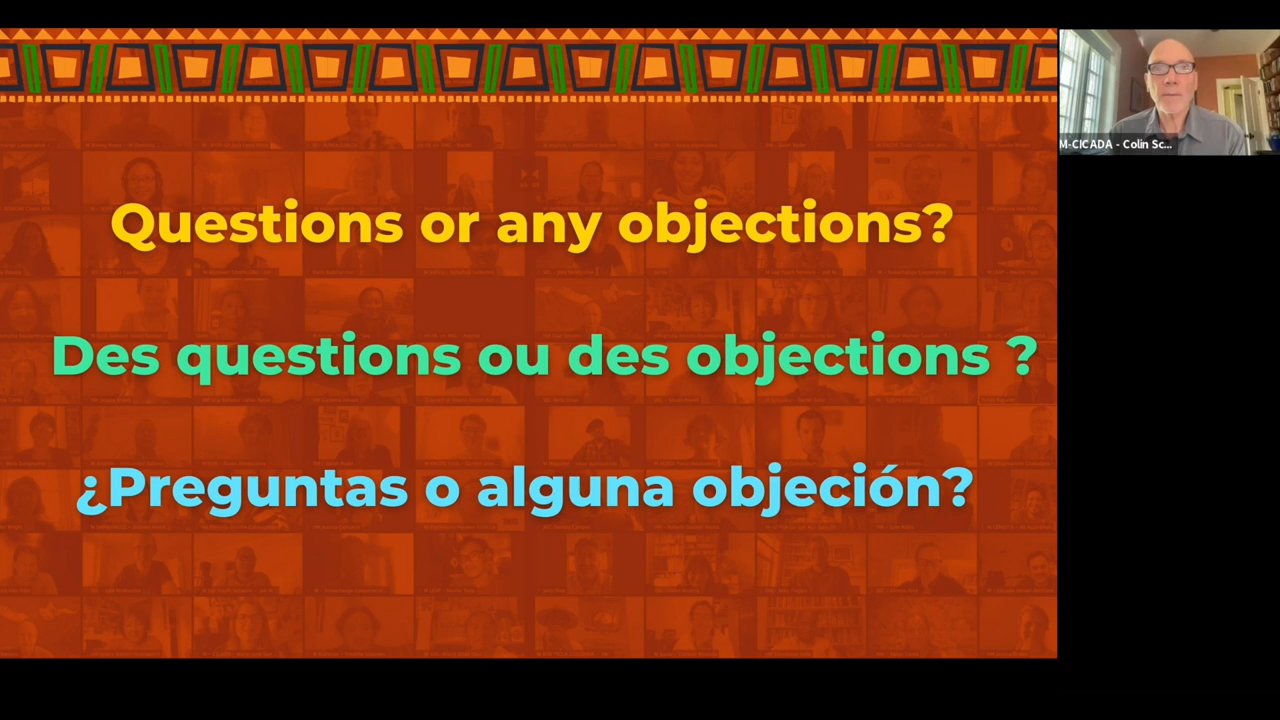 Questions or any objections?
Des questions ou des objections ?
¿Preguntas o alguna objeción?
M-CICADA - Colin Sc...